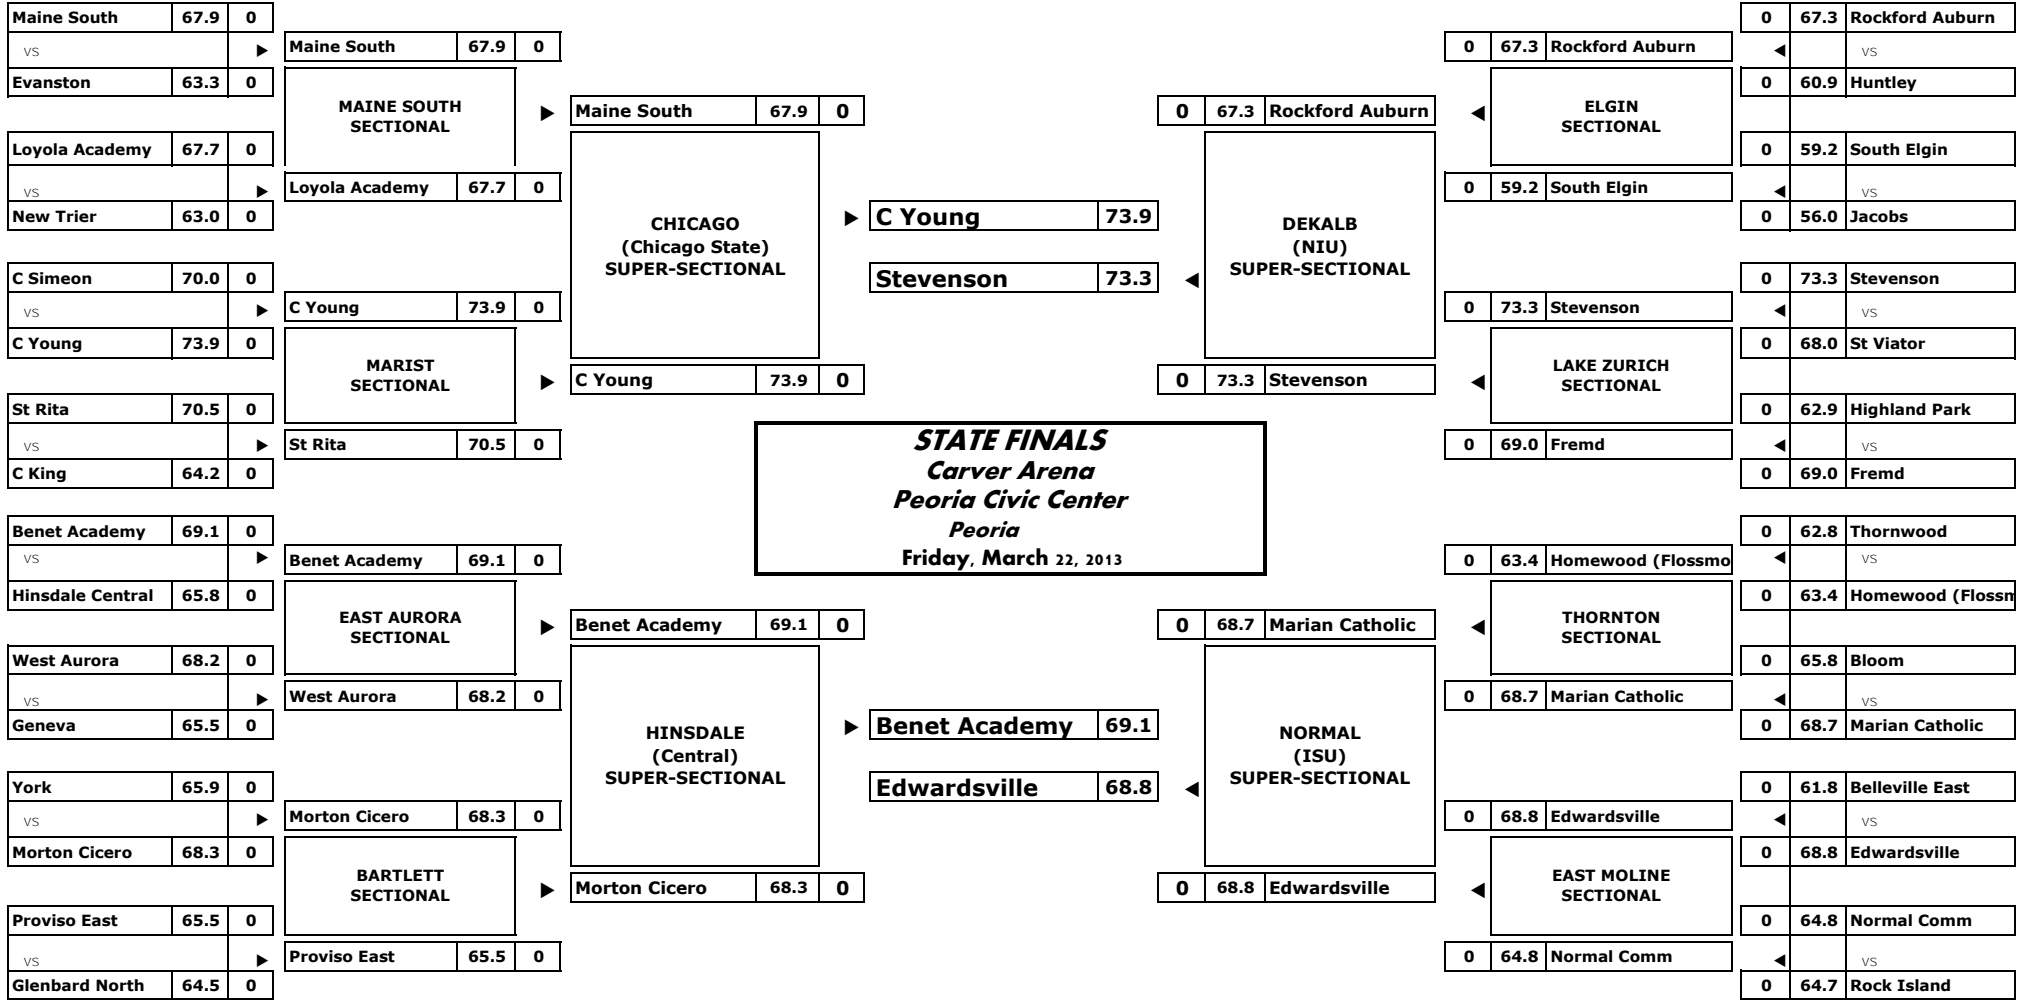 Maine South 67.9 0
vs
Evanston 63.3 0
Loyola Academy 67.7 0
vs
New Trier 63.0 0
C Simeon 70.0 0
vs
C Young 73.9 0
St Rita 70.5 0
vs
C King 64.2 0
Benet Academy 69.1 0
vs
Hinsdale Central 65.8 0
West Aurora 68.2 0
vs
Geneva 65.5 0
York 65.9 0
vs
Morton Cicero 68.3 0
Proviso East 65.5 0
vs
Glenbard North 64.5 0
Maine South 67.9 0
MAINE SOUTH
SECTIONAL
Loyola Academy 67.7 0
C Young 73.9 0
MARIST
SECTIONAL
St Rita 70.5 0
Benet Academy 69.1 0
EAST AURORA
SECTIONAL
West Aurora 68.2 0
Morton Cicero 68.3 0
BARTLETT
SECTIONAL
Proviso East 65.5 0
Maine South 67.9 0
CHICAGO
(Chicago State)
SUPER-SECTIONAL
C Young 73.9 0
Benet Academy 69.1 0
HINSDALE
(Central)
SUPER-SECTIONAL
Morton Cicero 68.3 0
C Young 73.9
Stevenson 73.3
STATE FINALS
Carver Arena
Peoria Civic Center
Peoria
Friday, March 22, 2013
Benet Academy 69.1
Edwardsville 68.8
0 67.3 Rockford Auburn
DEKALB
(NIU)
SUPER-SECTIONAL
0 73.3 Stevenson
0 68.7 Marian Catholic
NORMAL
(ISU)
SUPER-SECTIONAL
0 68.8 Edwardsville
0 67.3 Rockford Auburn
ELGIN
SECTIONAL
0 59.2 South Elgin
0 73.3 Stevenson
LAKE ZURICH
SECTIONAL
0 69.0 Fremd
0 63.4 Homewood (Flossmo
THORNTON
SECTIONAL
0 68.7 Marian Catholic
0 68.8 Edwardsville
EAST MOLINE
SECTIONAL
0 64.8 Normal Comm
0 67.3 Rockford Auburn
vs
0 60.9 Huntley
0 59.2 South Elgin
vs
0 56.0 Jacobs
0 73.3 Stevenson
vs
0 68.0 St Viator
0 62.9 Highland Park
vs
0 69.0 Fremd
0 62.8 Thornwood
vs
0 63.4 Homewood (Flossm
0 65.8 Bloom
vs
0 68.7 Marian Catholic
0 61.8 Belleville East
vs
0 68.8 Edwardsville
0 64.8 Normal Comm
vs
0 64.7 Rock Island